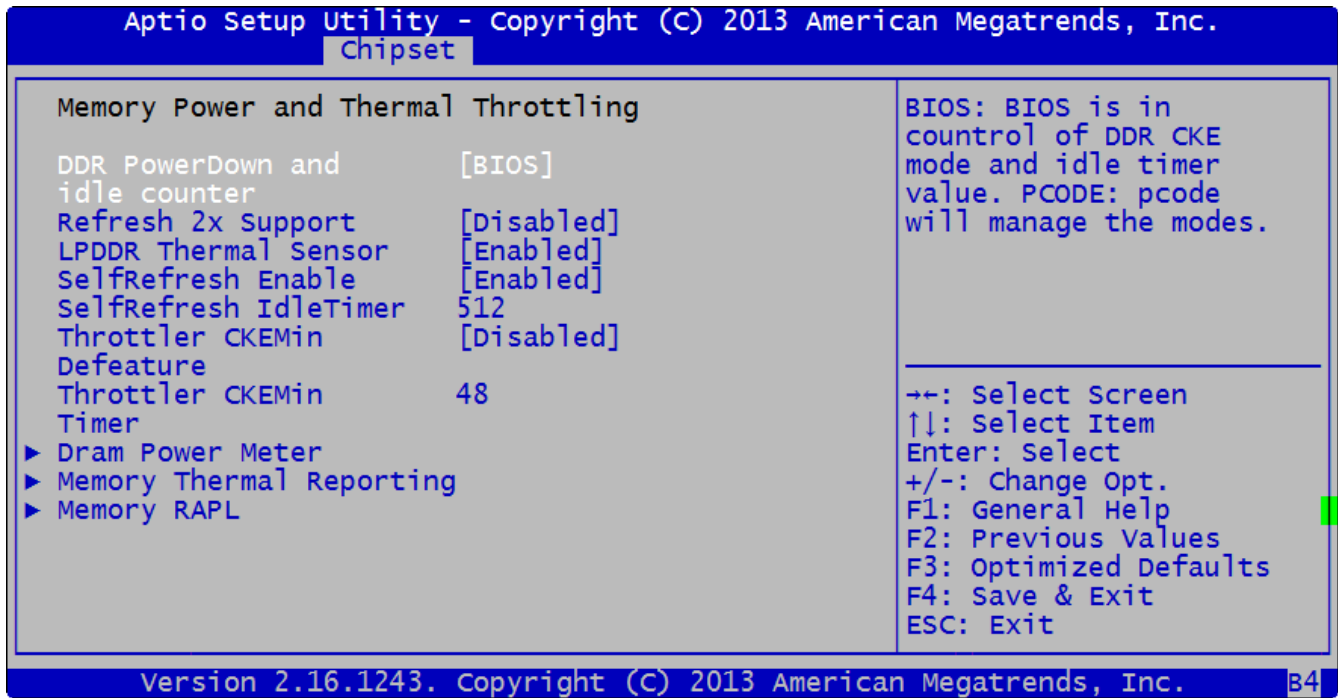 Aptio Setup Utility - Copyright (C) 2013 American Megatrends, Inc.
Chipset
Memory Power and Thermal Throttling
DDR PowerDown and [BIOS]
idle counter
Refresh 2x Support [Disabled]
LPDDR Thermal Sensor [Enabled]
SelfRefresh Enable [Enabled]
SelfRefresh IdleTimer 512
Throttler CKEMin [Disabled]
Defeature
Throttler CKEMin 48
Timer
► Dram Power Meter
► Memory Thermal Reporting
► Memory RAPL
BIOS: BIOS is in
countrol of DDR CKE
mode and idle timer
value. PCODE: pcode
will manage the modes.
→←: Select Screen
↑↓: Select Item
Enter: Select
+/-: Change Opt.
F1: General Help
F2: Previous Values
F3: Optimized Defaults
F4: Save & Exit
ESC: Exit
Version 2.16.1243. Copyright (C) 2013 American Megatrends, Inc.
B4